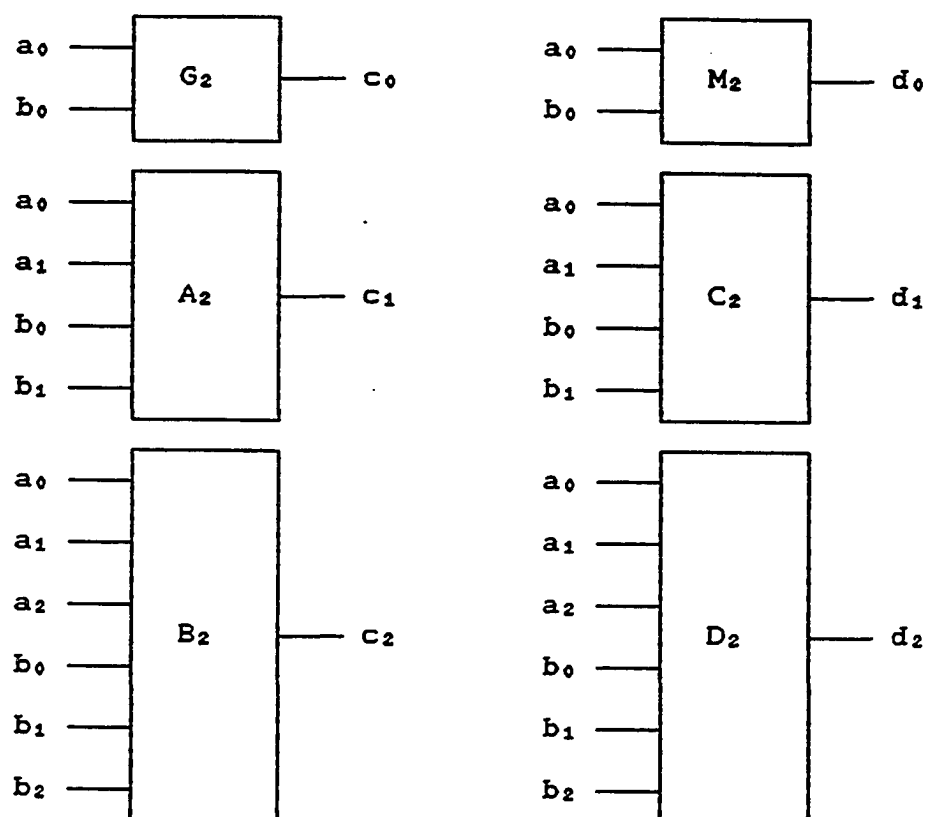 a₀
G₂
c₀
b₀
a₀
a₁
A₂
c₁
b₀
b₁
a₀
a₁
a₂
B₂
c₂
b₀
b₁
b₂
a₀
M₂
d₀
b₀
a₀
a₁
C₂
d₁
b₀
b₁
a₀
a₁
a₂
D₂
d₂
b₀
b₁
b₂